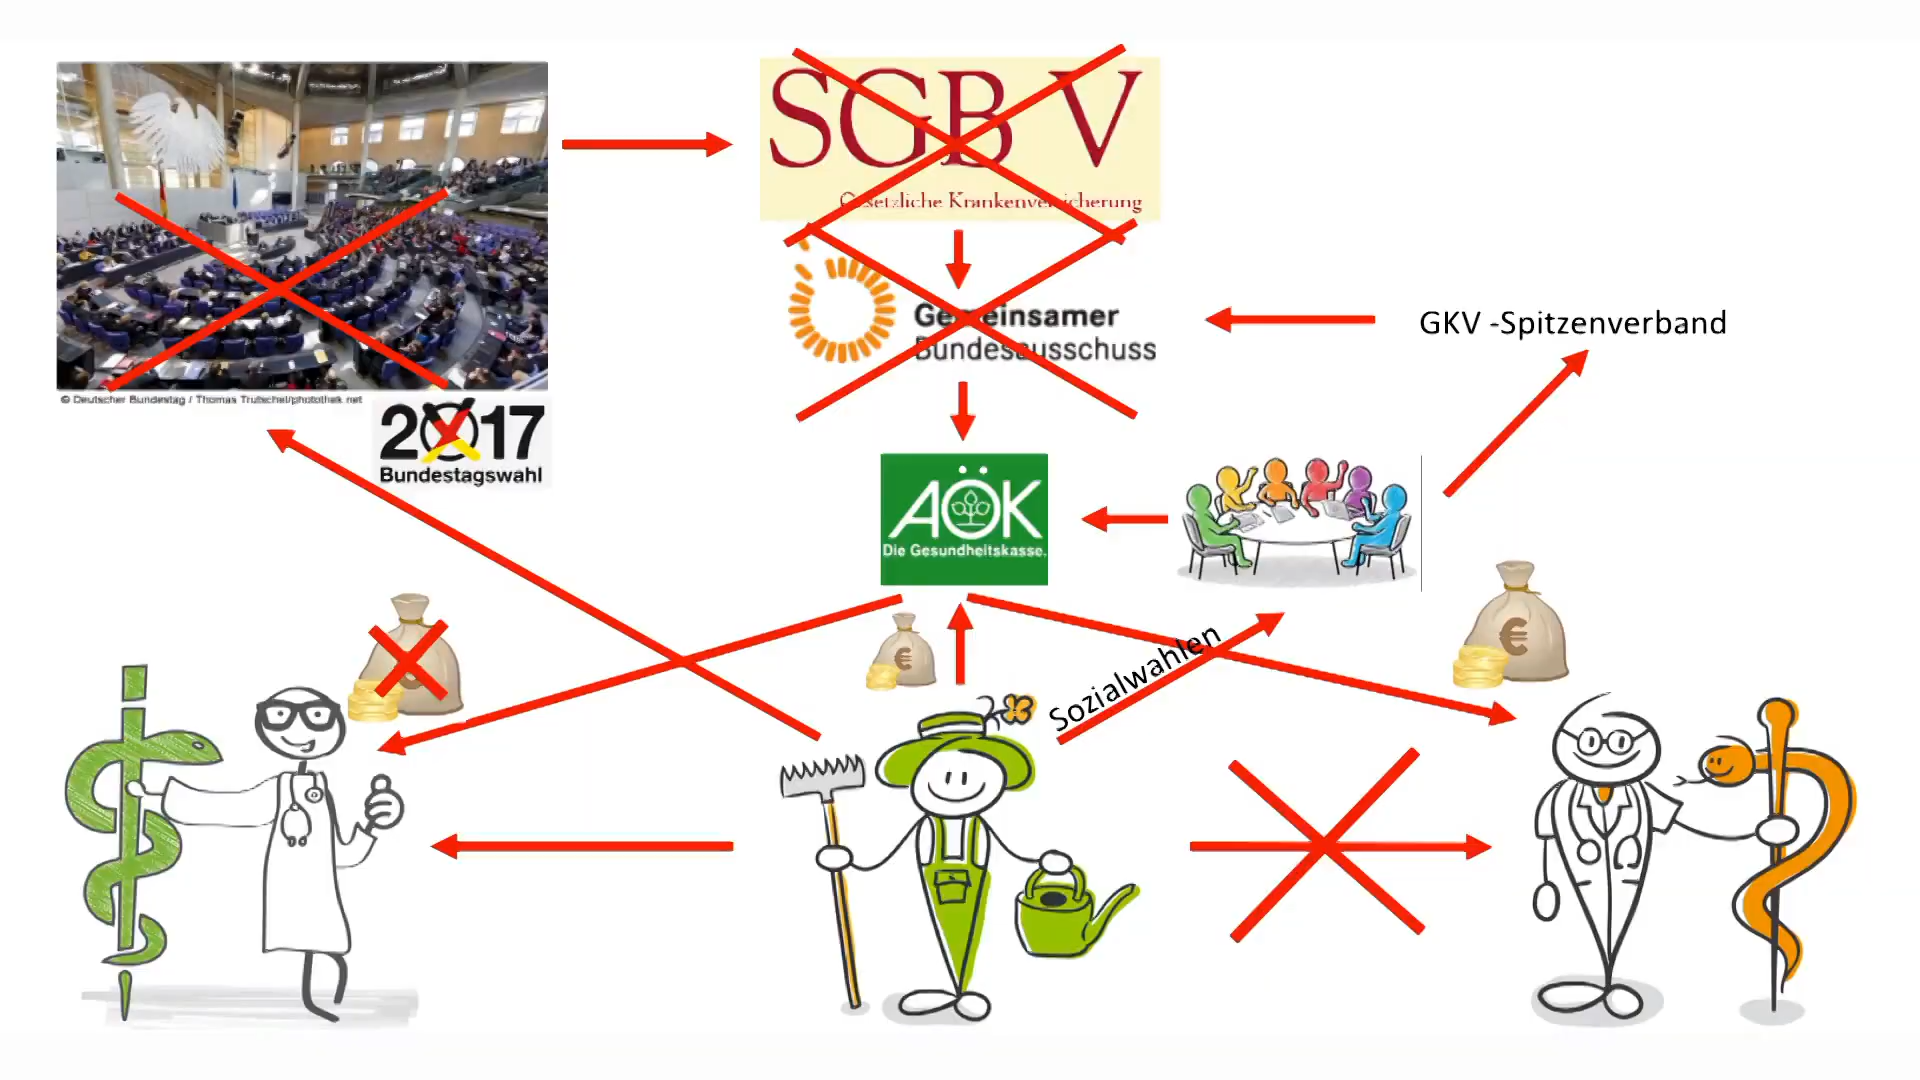 SGB V
Gesetzliche Krankenversicherung
Gemeinsamer
Bundesausschuss
GKV -Spitzenverband
© Deutscher Bundestag / Thomas Trutschel/photothek.net
2017
Bundestagswahl
AOK
Die Gesundheitskasse.
€
€
Sozialwahlen